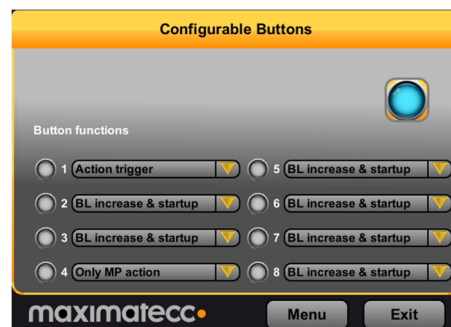 Configurable Buttons
Button functions
1 Action trigger
5 BL increase & startup
2 BL increase & startup
6 BL increase & startup
3 BL increase & startup
7 BL increase & startup
4 Only MP action
8 BL increase & startup
maximatecc
Menu
Exit